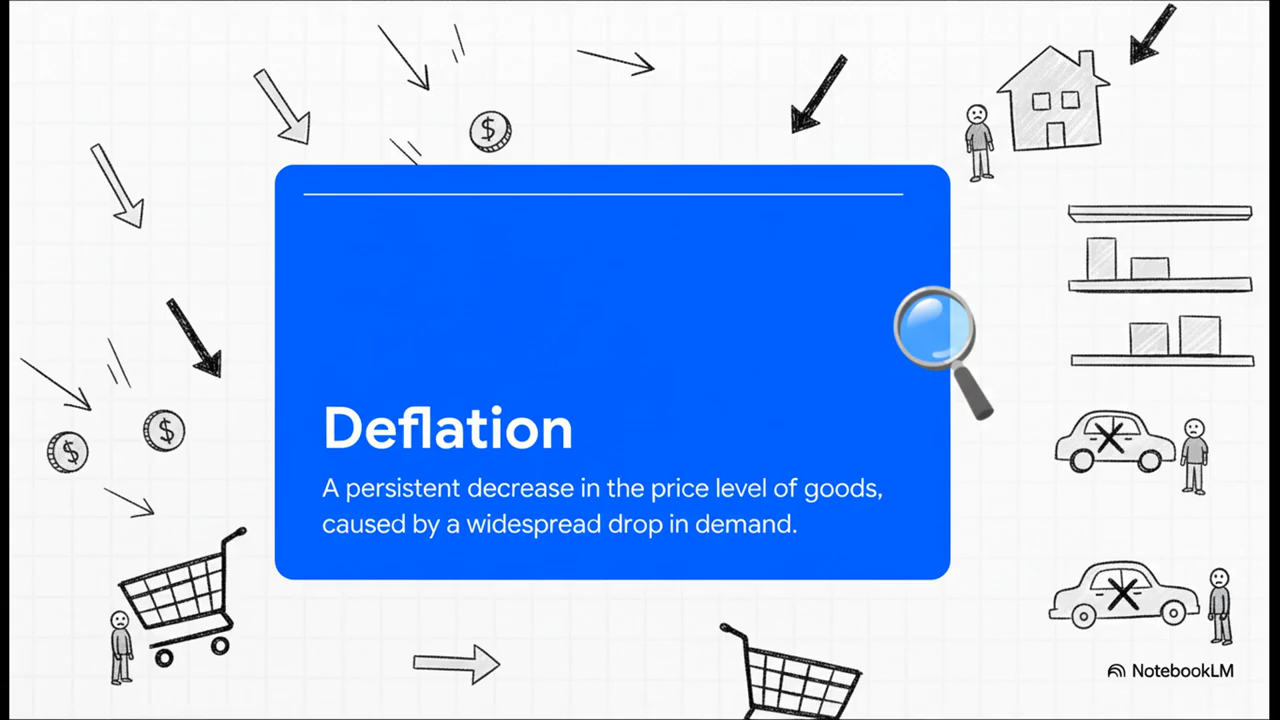 $
$
$
Deflation
A persistent decrease in the price level of goods,
caused by a widespread drop in demand.
NotebookLM